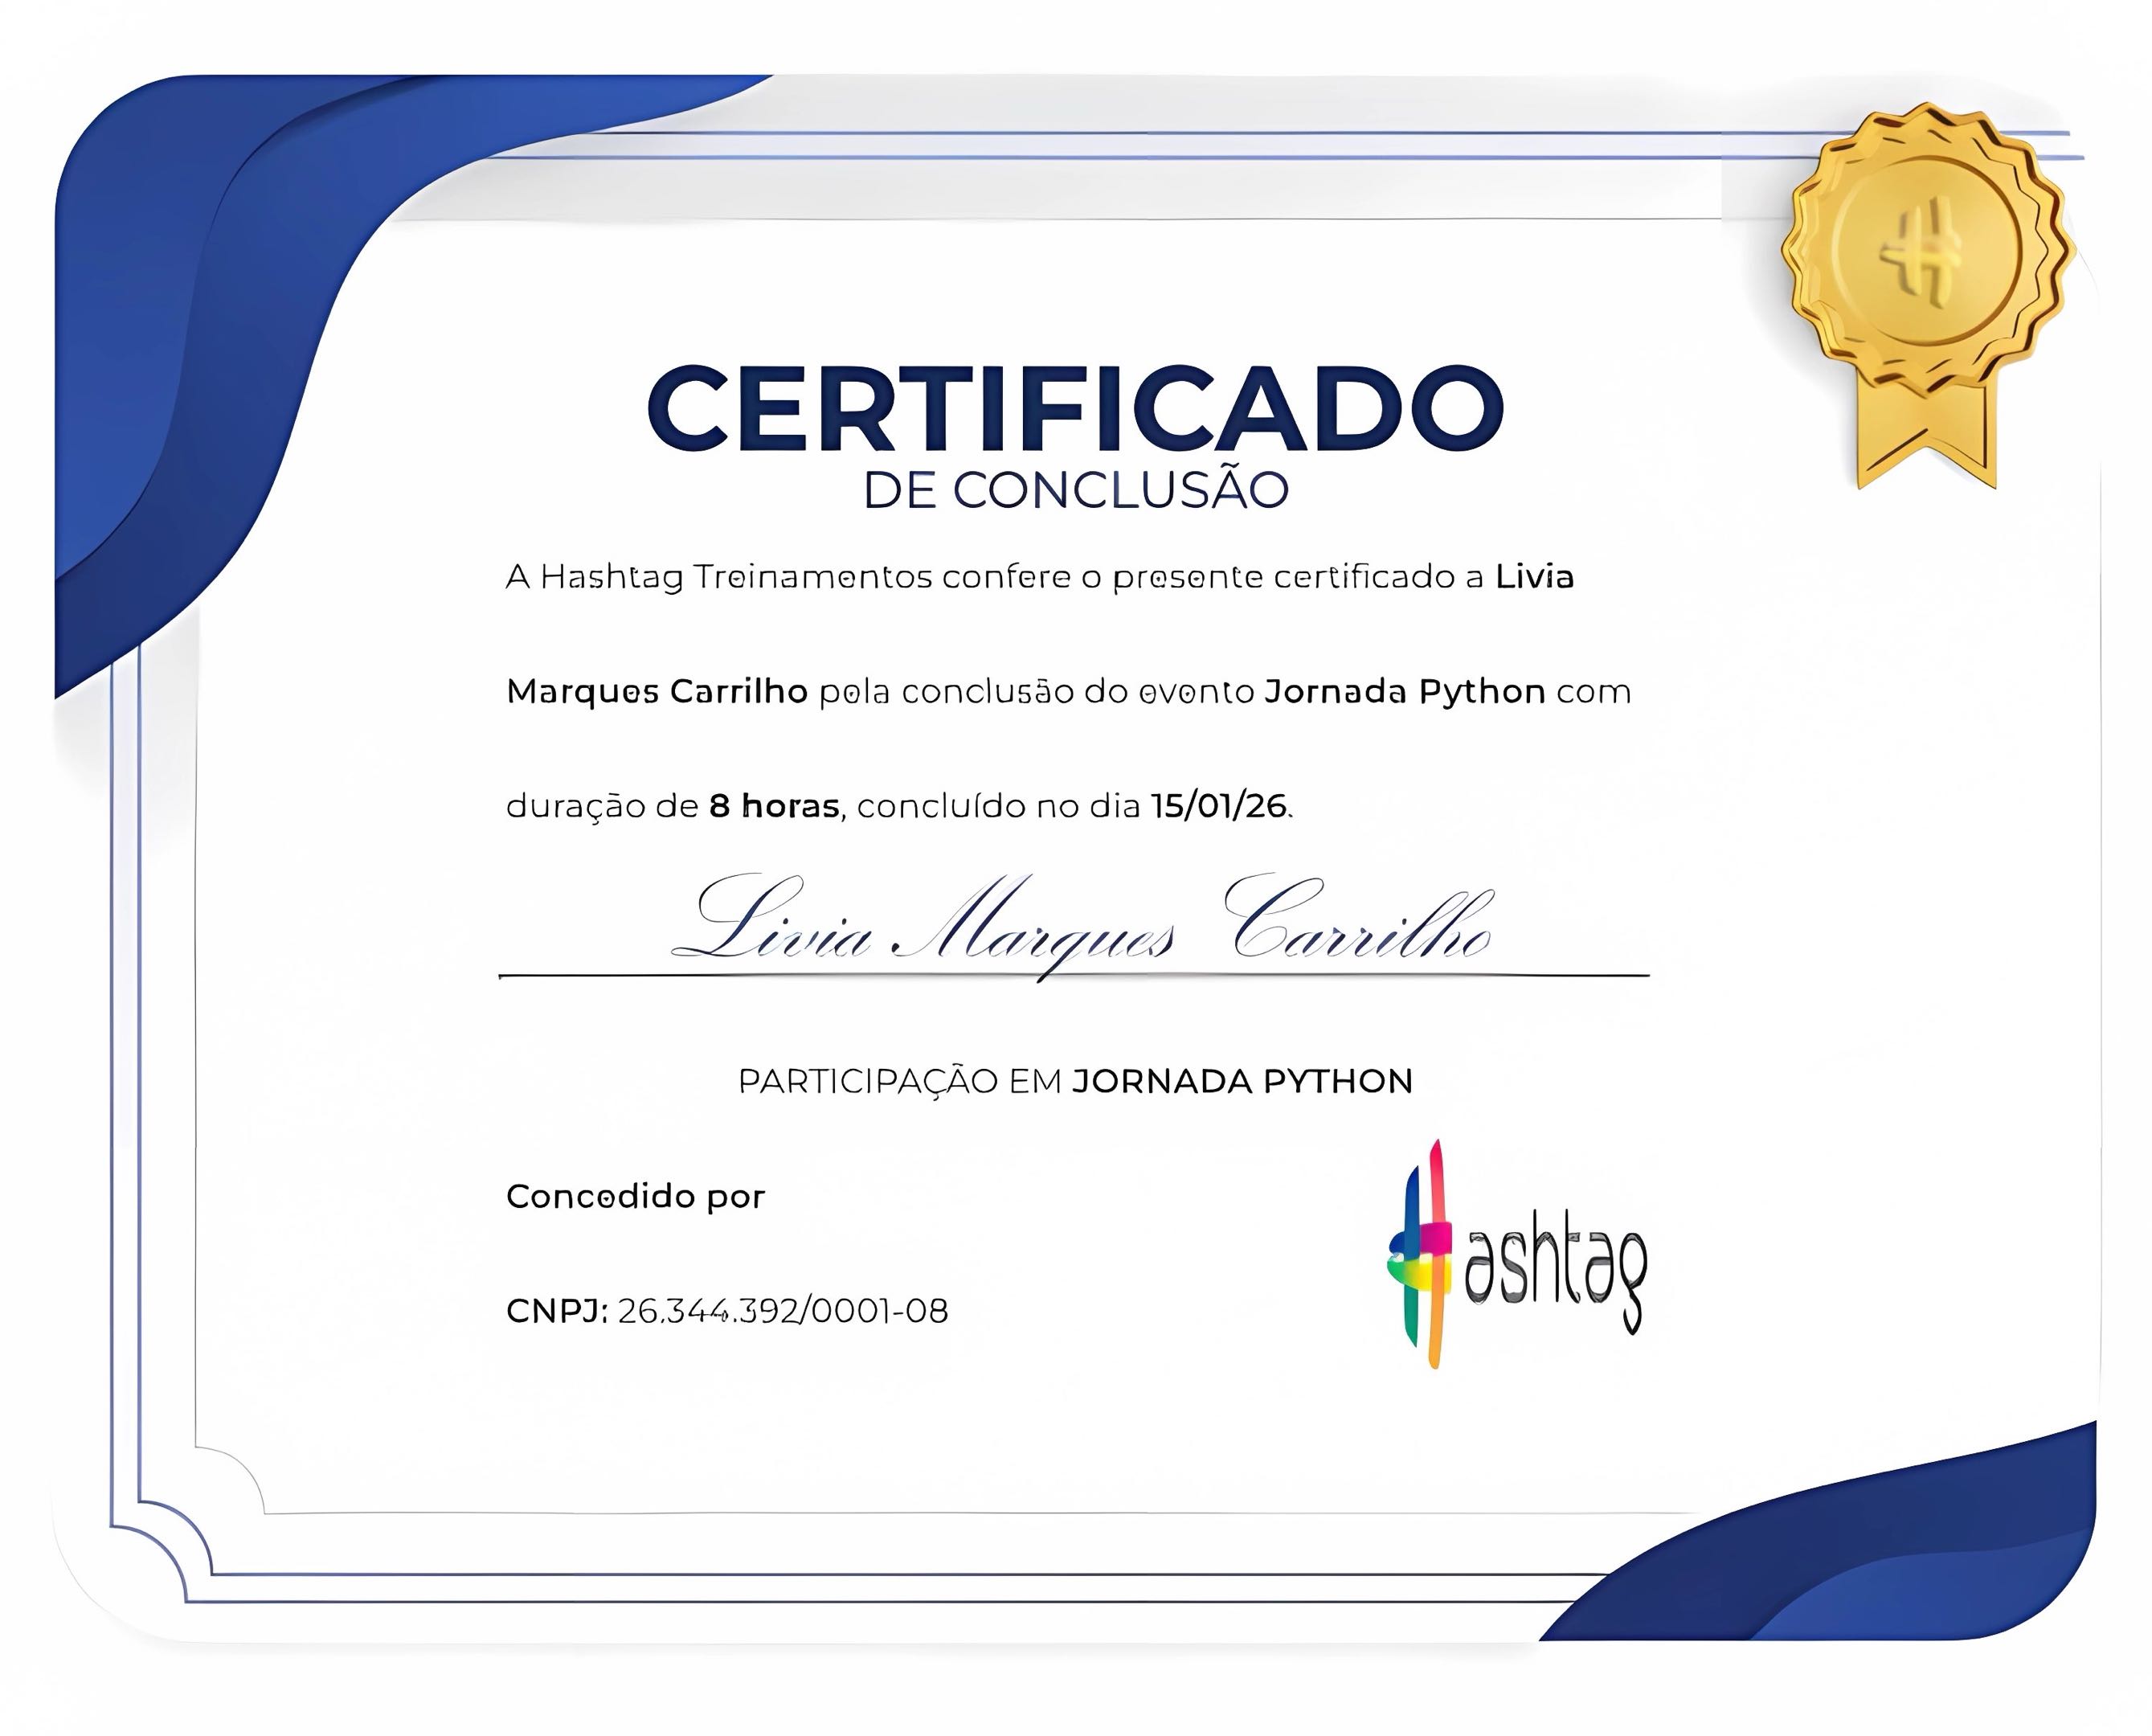 CERTIFICADO
DE CONCLUSÃO
A Hashtag Treinamentos confere o presente certificado a Livia
Marques Carrilho pela conclusão do evento Jornada Python com
duração de 8 horas, concluído no dia 15/01/26.
Livia Marques Carrilho
PARTICIPAÇÃO EM JORNADA PYTHON
Concedido por
Hashtag
CNPJ: 26.344.392/0001-08